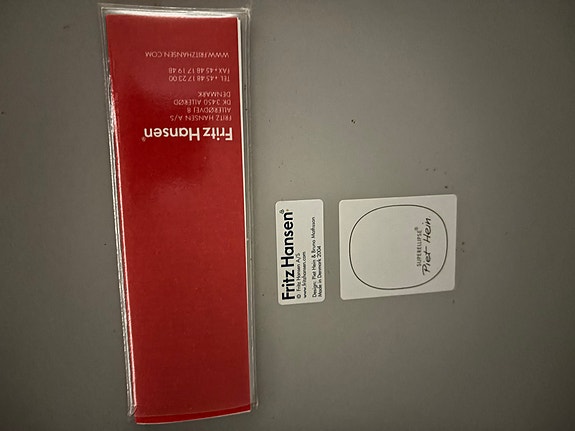 Fritz Hansen®
FRITZ HANSEN A/S
ALLERØDVEJ 8
DK 3450 ALLERØD
DENMARK
TEL +45 48 17 23 00
FAX +45 48 17 19 48
WWW.FRITZHANSEN.COM
Fritz Hansen®
© Fritz Hansen A/S
www.fritzhansen.com
Design: Piet Hein & Bruno Mathsson
Made in Denmark 2004
SUPERELLIPSE®
Piet Hein